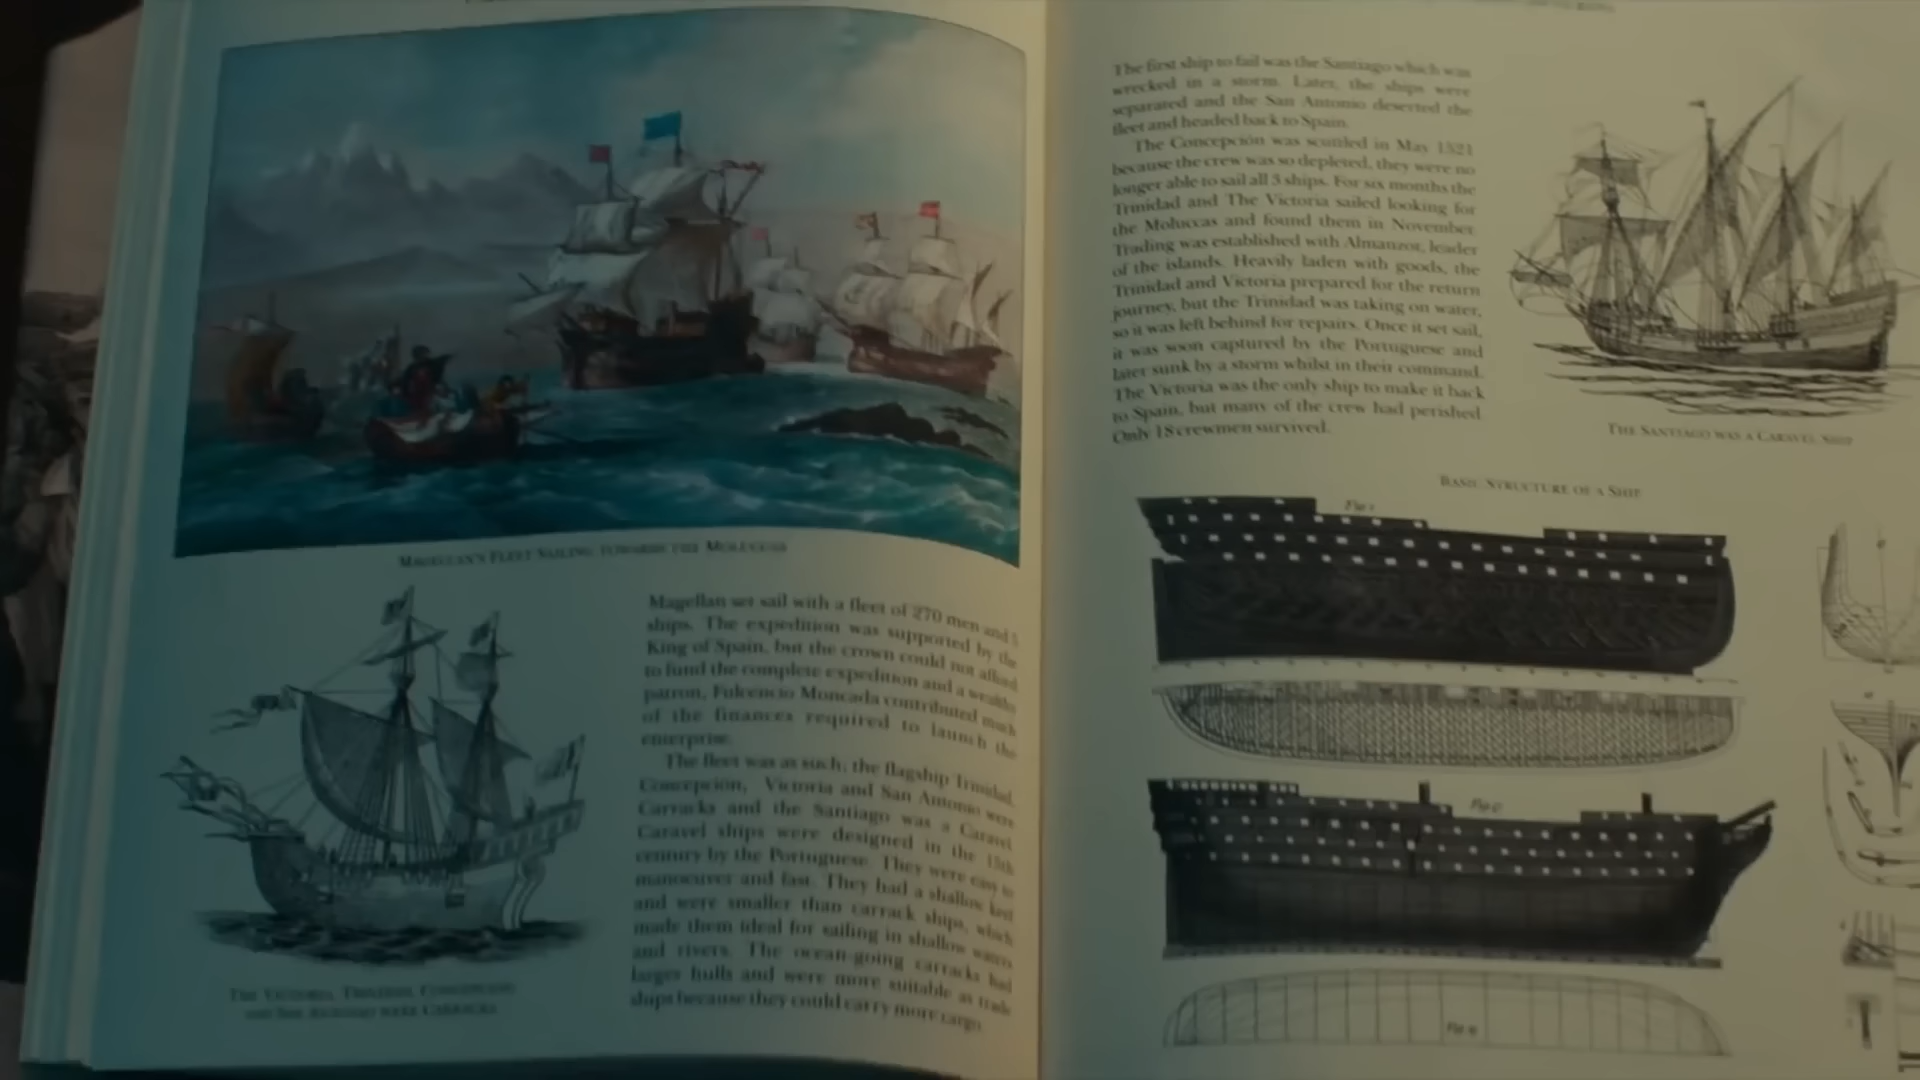 MAGELLAN'S FLEET SAILING TOWARDS THE MOLUCCAS
THE VICTORIA, TRINIDAD, CONCEPCION
AND SAN ANTONIO WERE CARRACKS
Magellan set sail with a fleet of 270 men and 5
ships. The expedition was supported by the
King of Spain, but the crown could not afford
to fund the complete expedition and a wealthy
patron, Fulcencio Moncada contributed much
of the finances required to launch the
enterprise.
The fleet was as such; the flagship Trinidad,
Concepción, Victoria and San Antonio were
Carracks and the Santiago was a Caravel.
Caravel ships were designed in the 15th
century by the Portuguese. They were easy to
manoeuver and fast. They had a shallow keel
and were smaller than carrack ships, which
made them ideal for sailing in shallow waters
and rivers. The ocean-going carracks had
larger hulls and were more suitable as trade
ships because they could carry more cargo.
The first ship to fail was the Santiago which was
wrecked in a storm. Later, the ships were
separated and the San Antonio deserted the
fleet and headed back to Spain.
The Concepción was scuttled in May 1521
because the crew was so depleted, they were no
longer able to sail all 3 ships. For six months the
Trinidad and The Victoria sailed looking for
the Moluccas and found them in November.
Trading was established with Almanzor, leader
of the islands. Heavily laden with goods, the
Trinidad and Victoria prepared for the return
journey, but the Trinidad was taking on water,
so it was left behind for repairs. Once it set sail,
it was soon captured by the Portuguese and
later sunk by a storm whilst in their command.
The Victoria was the only ship to make it back
to Spain, but many of the crew had perished.
Only 18 crewmen survived.
THE SANTIAGO WAS A CARAVEL SHIP
BASIC STRUCTURE OF A SHIP